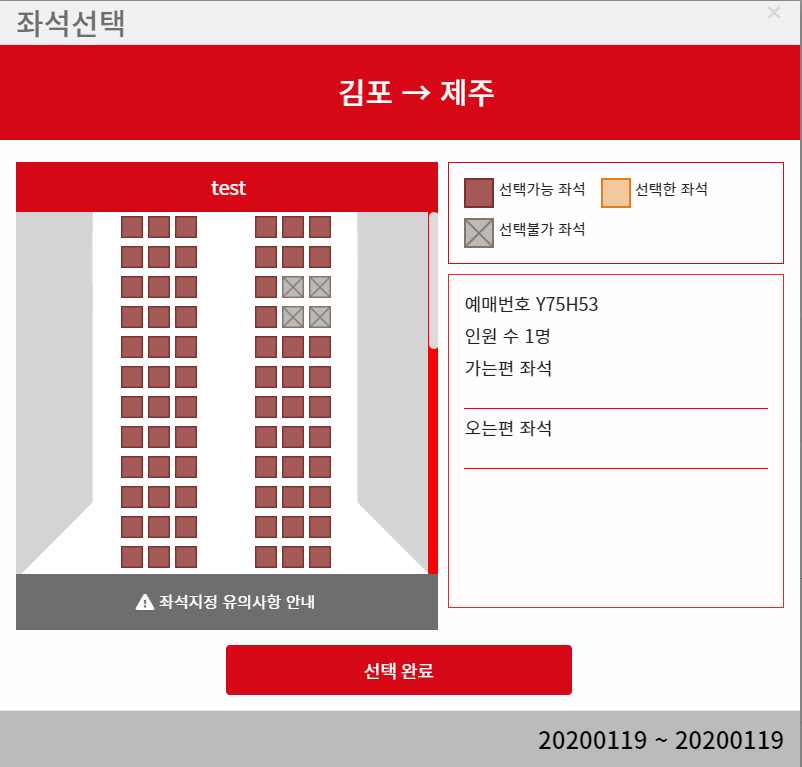 좌석선택
×
김포 → 제주
test
선택가능 좌석 선택한 좌석
선택불가 좌석
예매번호 Y75H53
인원 수 1명
가는편 좌석
오는편 좌석
좌석지정 유의사항 안내
선택 완료
20200119 ~ 20200119